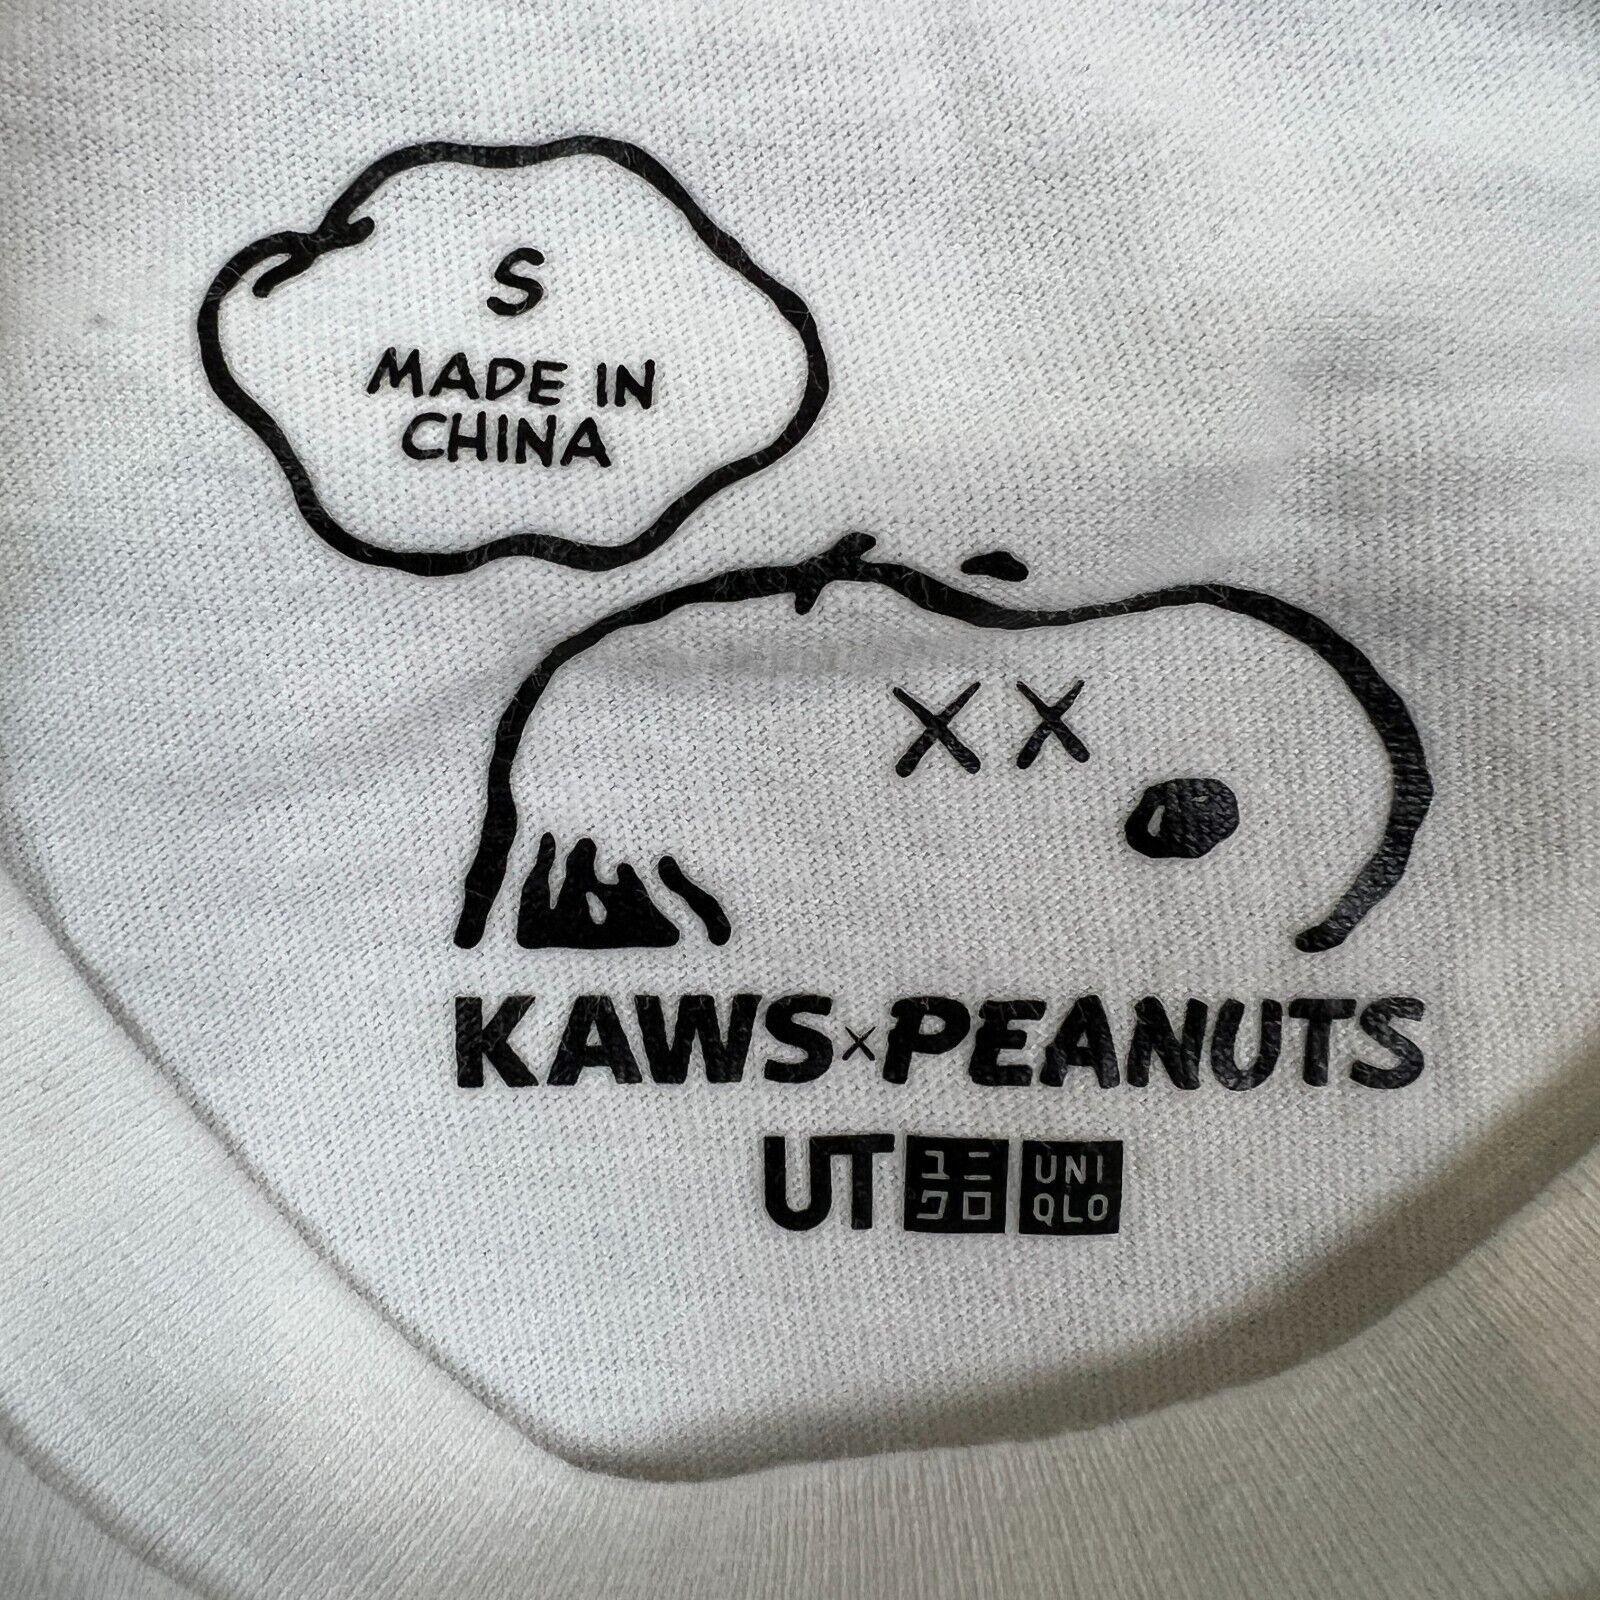 S
MADE IN
CHINA
KAWS×PEANUTS
UT ユニ UNI
クロ QLO